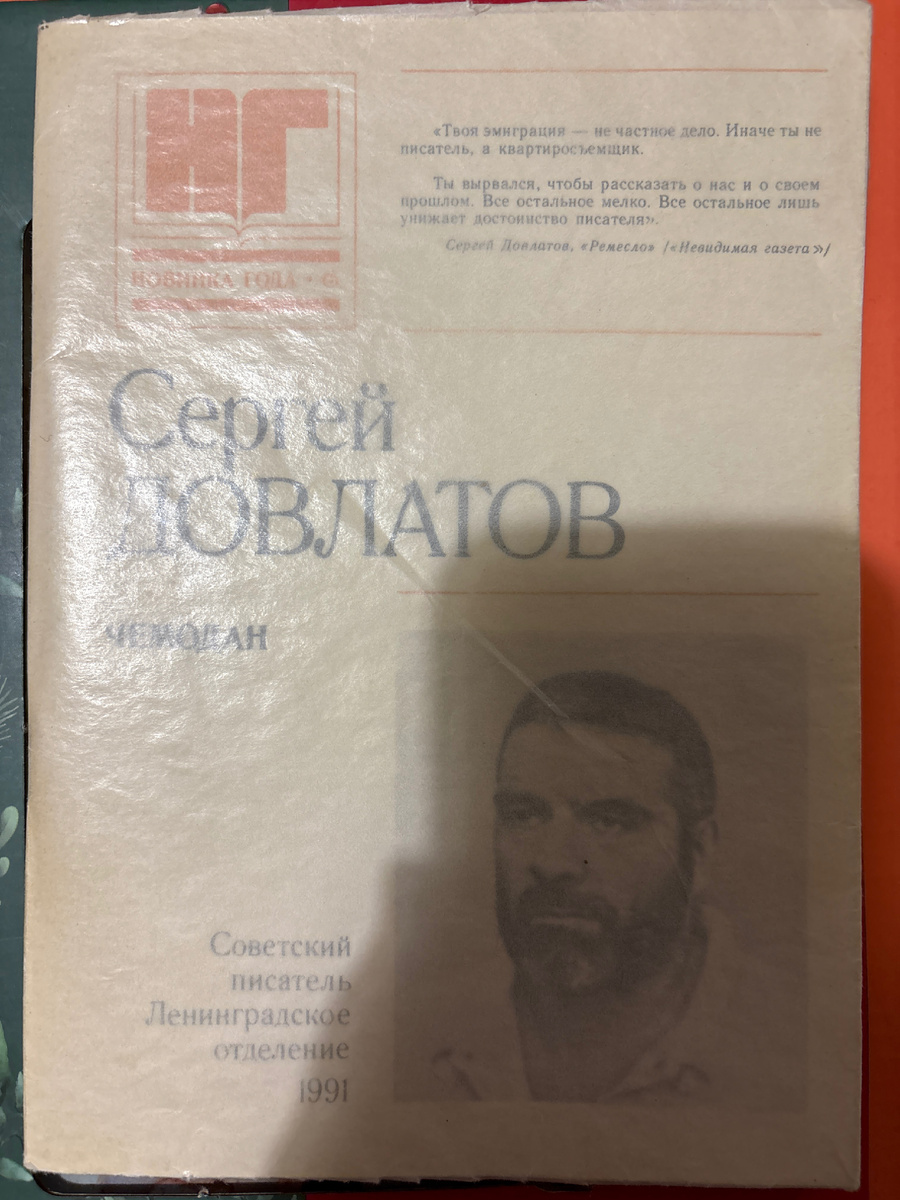 НГ
НОВИНКА ГОДА • 6
«Твоя эмиграция — не частное дело. Иначе ты не
писатель, а квартиросъемщик.
Ты вырвался, чтобы рассказать о нас и о своем
прошлом. Все остальное мелко. Все остальное лишь
унижает достоинство писателя».
Сергей Довлатов, «Ремесло» /«Невидимая газета»/
Сергей
ДОВЛАТОВ
ЧЕМОДАН
Советский
писатель
Ленинградское
отделение
1991